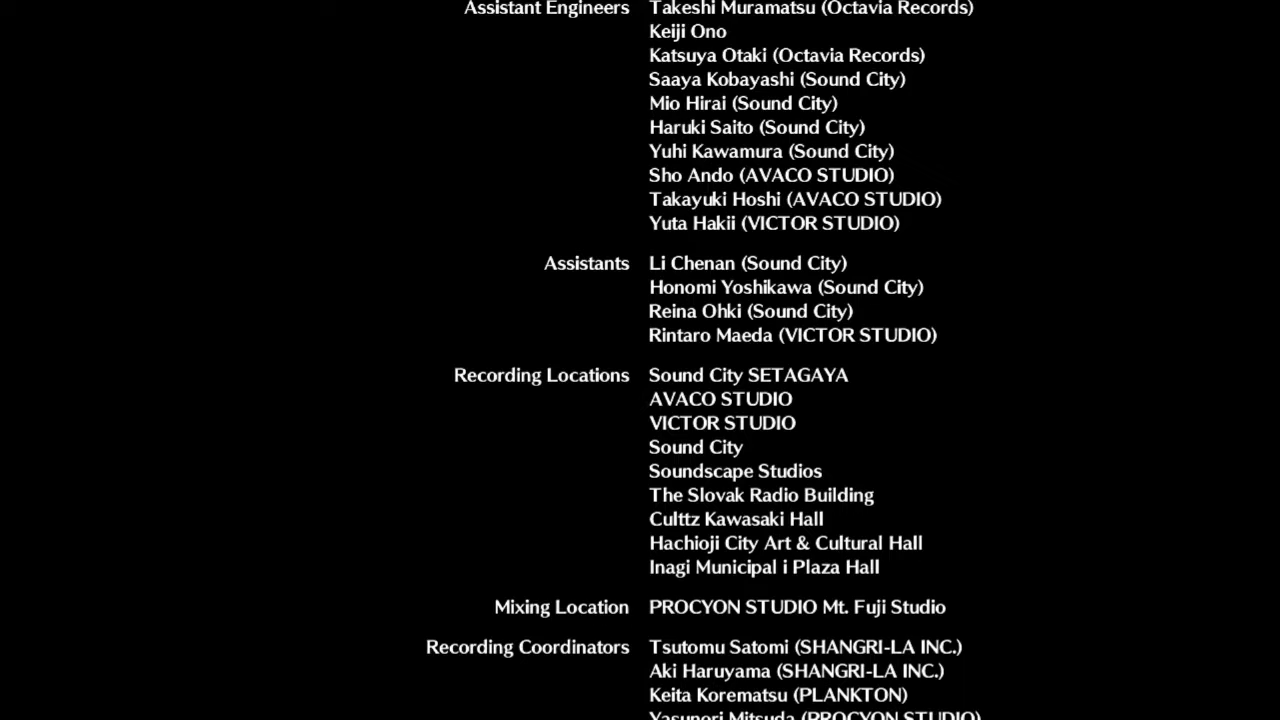 Assistant Engineers Takeshi Muramatsu (Octavia Records)
Keiji Ono
Katsuya Otaki (Octavia Records)
Saaya Kobayashi (Sound City)
Mio Hirai (Sound City)
Haruki Saito (Sound City)
Yuhi Kawamura (Sound City)
Sho Ando (AVACO STUDIO)
Takayuki Hoshi (AVACO STUDIO)
Yuta Hakii (VICTOR STUDIO)
Assistants Li Chenan (Sound City)
Honomi Yoshikawa (Sound City)
Reina Ohki (Sound City)
Rintaro Maeda (VICTOR STUDIO)
Recording Locations Sound City SETAGAYA
AVACO STUDIO
VICTOR STUDIO
Sound City
Soundscape Studios
The Slovak Radio Building
Culttz Kawasaki Hall
Hachioji City Art & Cultural Hall
Inagi Municipal i Plaza Hall
Mixing Location PROCYON STUDIO Mt. Fuji Studio
Recording Coordinators Tsutomu Satomi (SHANGRI-LA INC.)
Aki Haruyama (SHANGRI-LA INC.)
Keita Korematsu (PLANKTON)
Yasunori Mitsuda (PROCYON STUDIO)